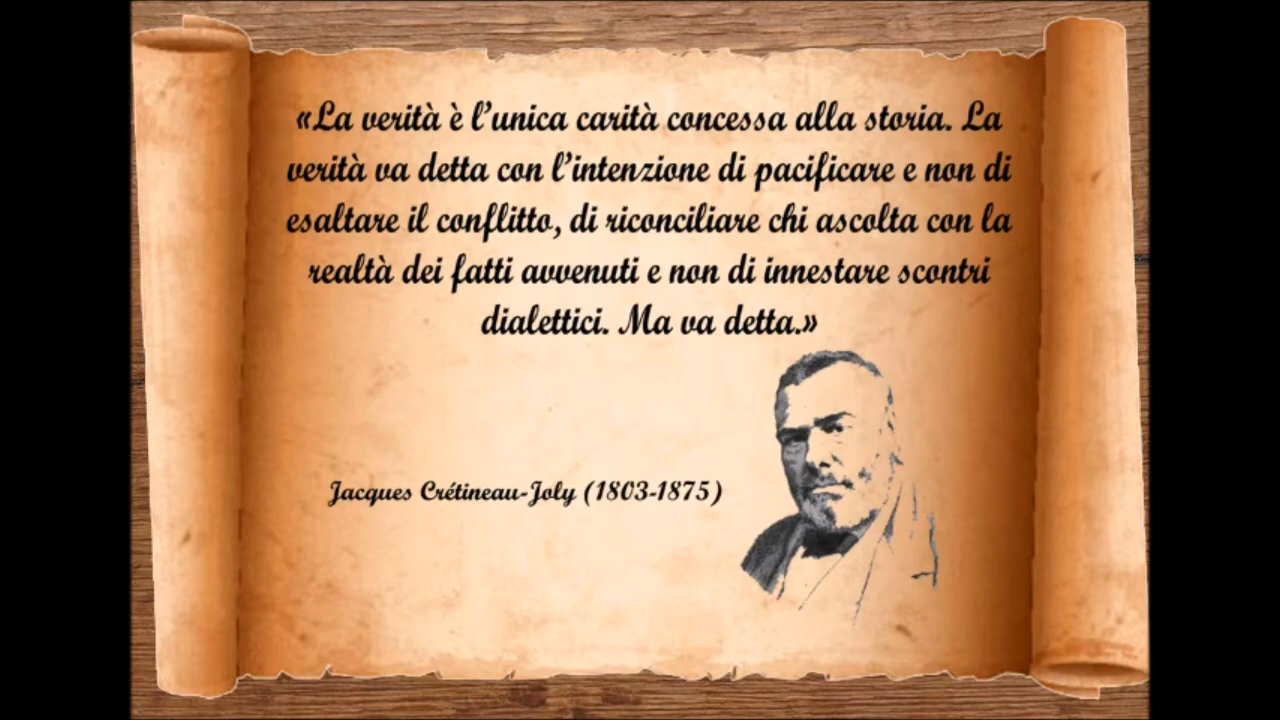 «La verità è l’unica carità concessa alla storia. La
verità va detta con l’intenzione di pacificare e non di
esaltare il conflitto, di riconciliare chi ascolta con la
realtà dei fatti avvenuti e non di innestare scontri
dialettici. Ma va detta.»
Jacques Crétineau-Joly (1803-1875)